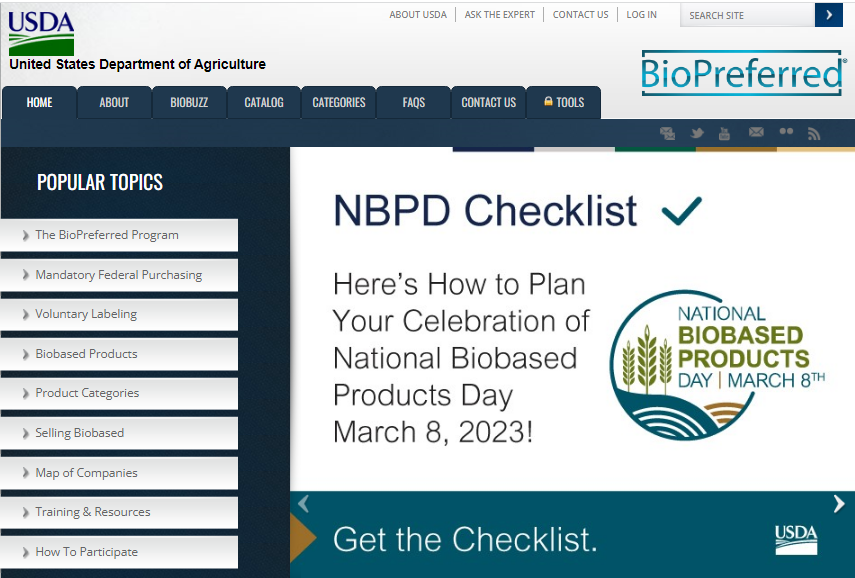 USDA
United States Department of Agriculture
ABOUT USDA
ASK THE EXPERT
CONTACT US
LOG IN
SEARCH SITE
BioPreferred®
HOME
ABOUT
BIOBUZZ
CATALOG
CATEGORIES
FAQS
CONTACT US
TOOLS
POPULAR TOPICS
The BioPreferred Program
Mandatory Federal Purchasing
Voluntary Labeling
Biobased Products
Product Categories
Selling Biobased
Map of Companies
Training & Resources
How To Participate
NBPD Checklist
Here’s How to Plan
Your Celebration of
National Biobased
Products Day
March 8, 2023!
NATIONAL
BIOBASED
PRODUCTS
DAY | MARCH 8TH
Get the Checklist.
USDA